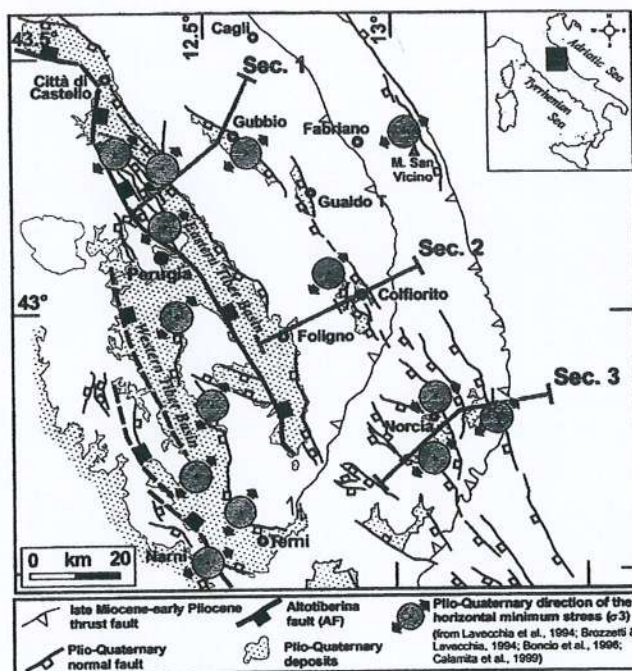 43.5°
12.5
13
Cagli
Adriatic Sea
Tyrrhenian
Sea
Città di
Castello
Sec. 1
Gubbio
Fabriano
M. San
Vicino
Gualdo T.
Eastern Tiber Basin
Sec. 2
Perugia
Colfiorito
43°
Foligno
Western Tiber Basin
Sec. 3
Norcia
Terni
Narni
0 km 20
late Miocene-early Pliocene
thrust fault
Altotiberina
fault (AF)
Plio-Quaternary direction of the
horizontal minimum stress (σ3)
(from Lavecchia et al., 1994; Brozzetti &
Lavecchia, 1994; Boncio et al., 1996;
Calamita et al., 1999)
Plio-Quaternary
normal fault
Plio-Quaternary
deposits